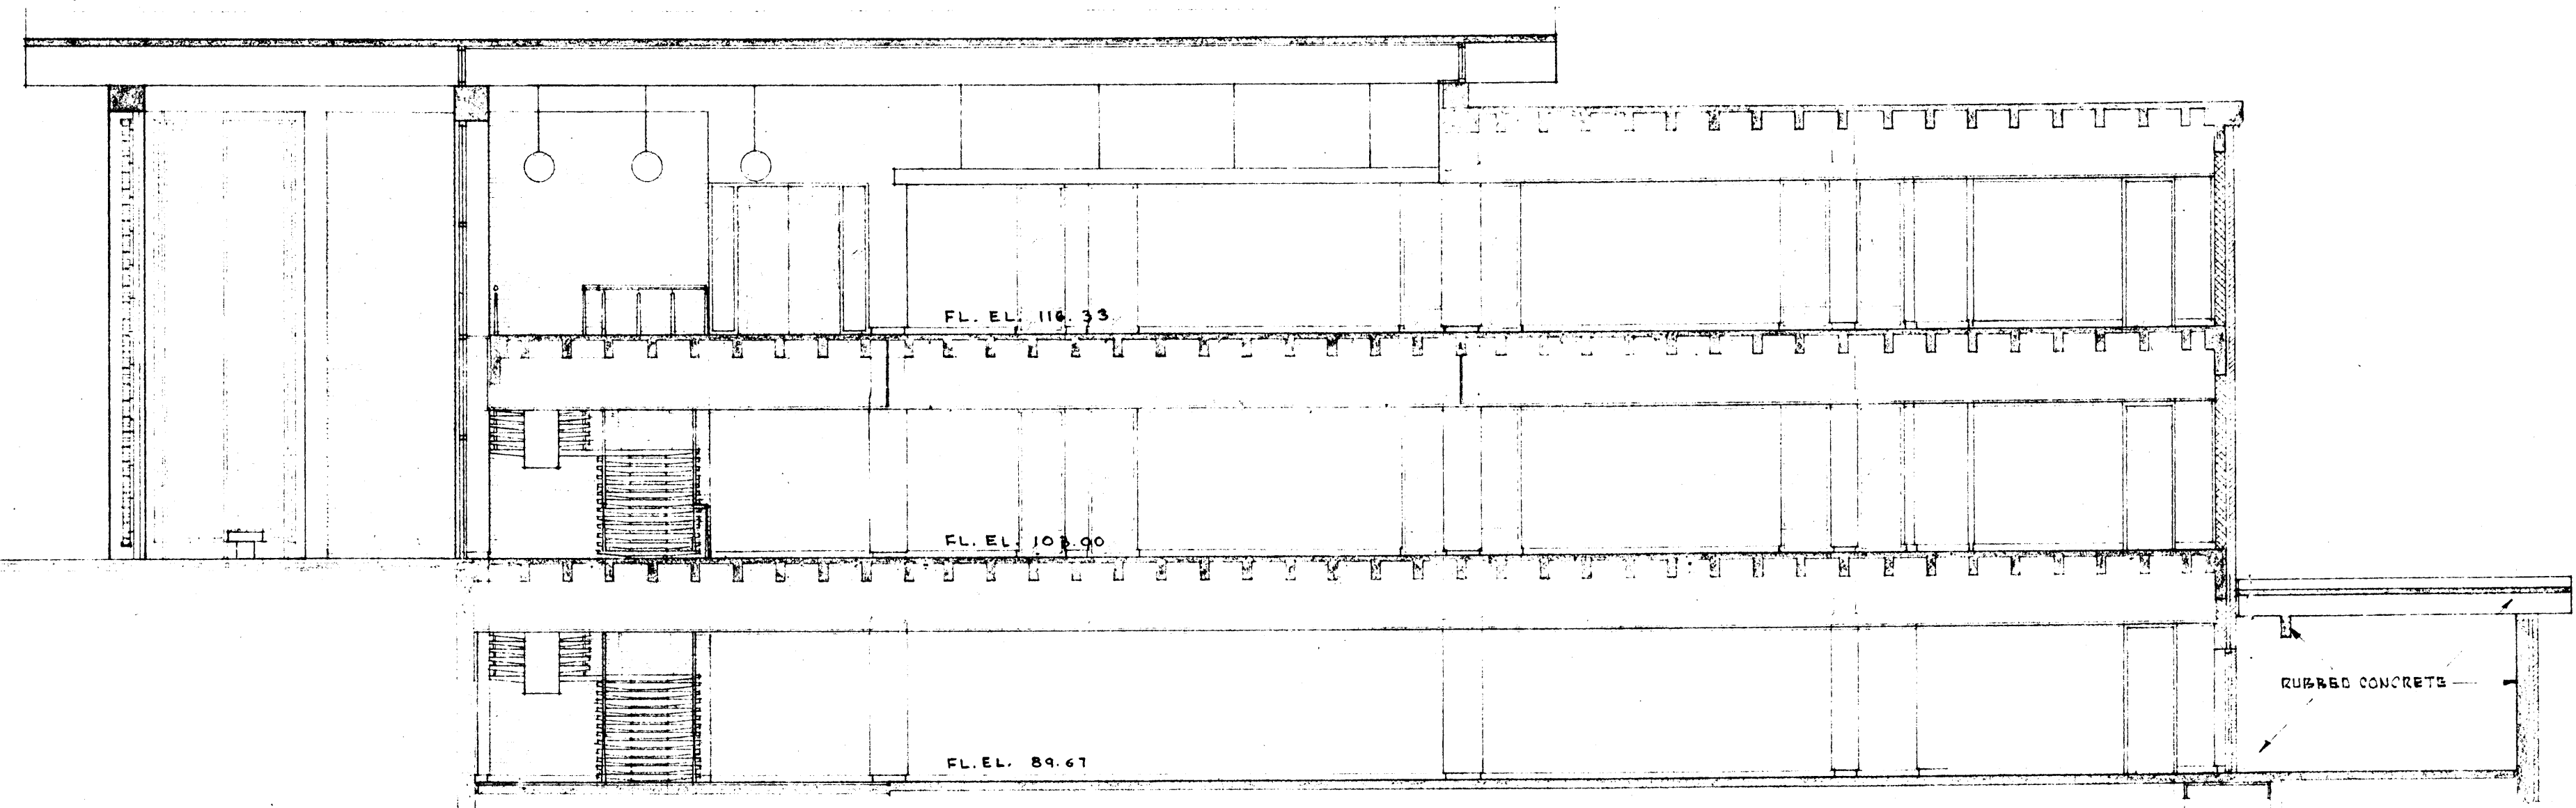 FL. EL. 116.33
FL. EL. 103.00
FL. EL. 89.67
RUBBED CONCRETE